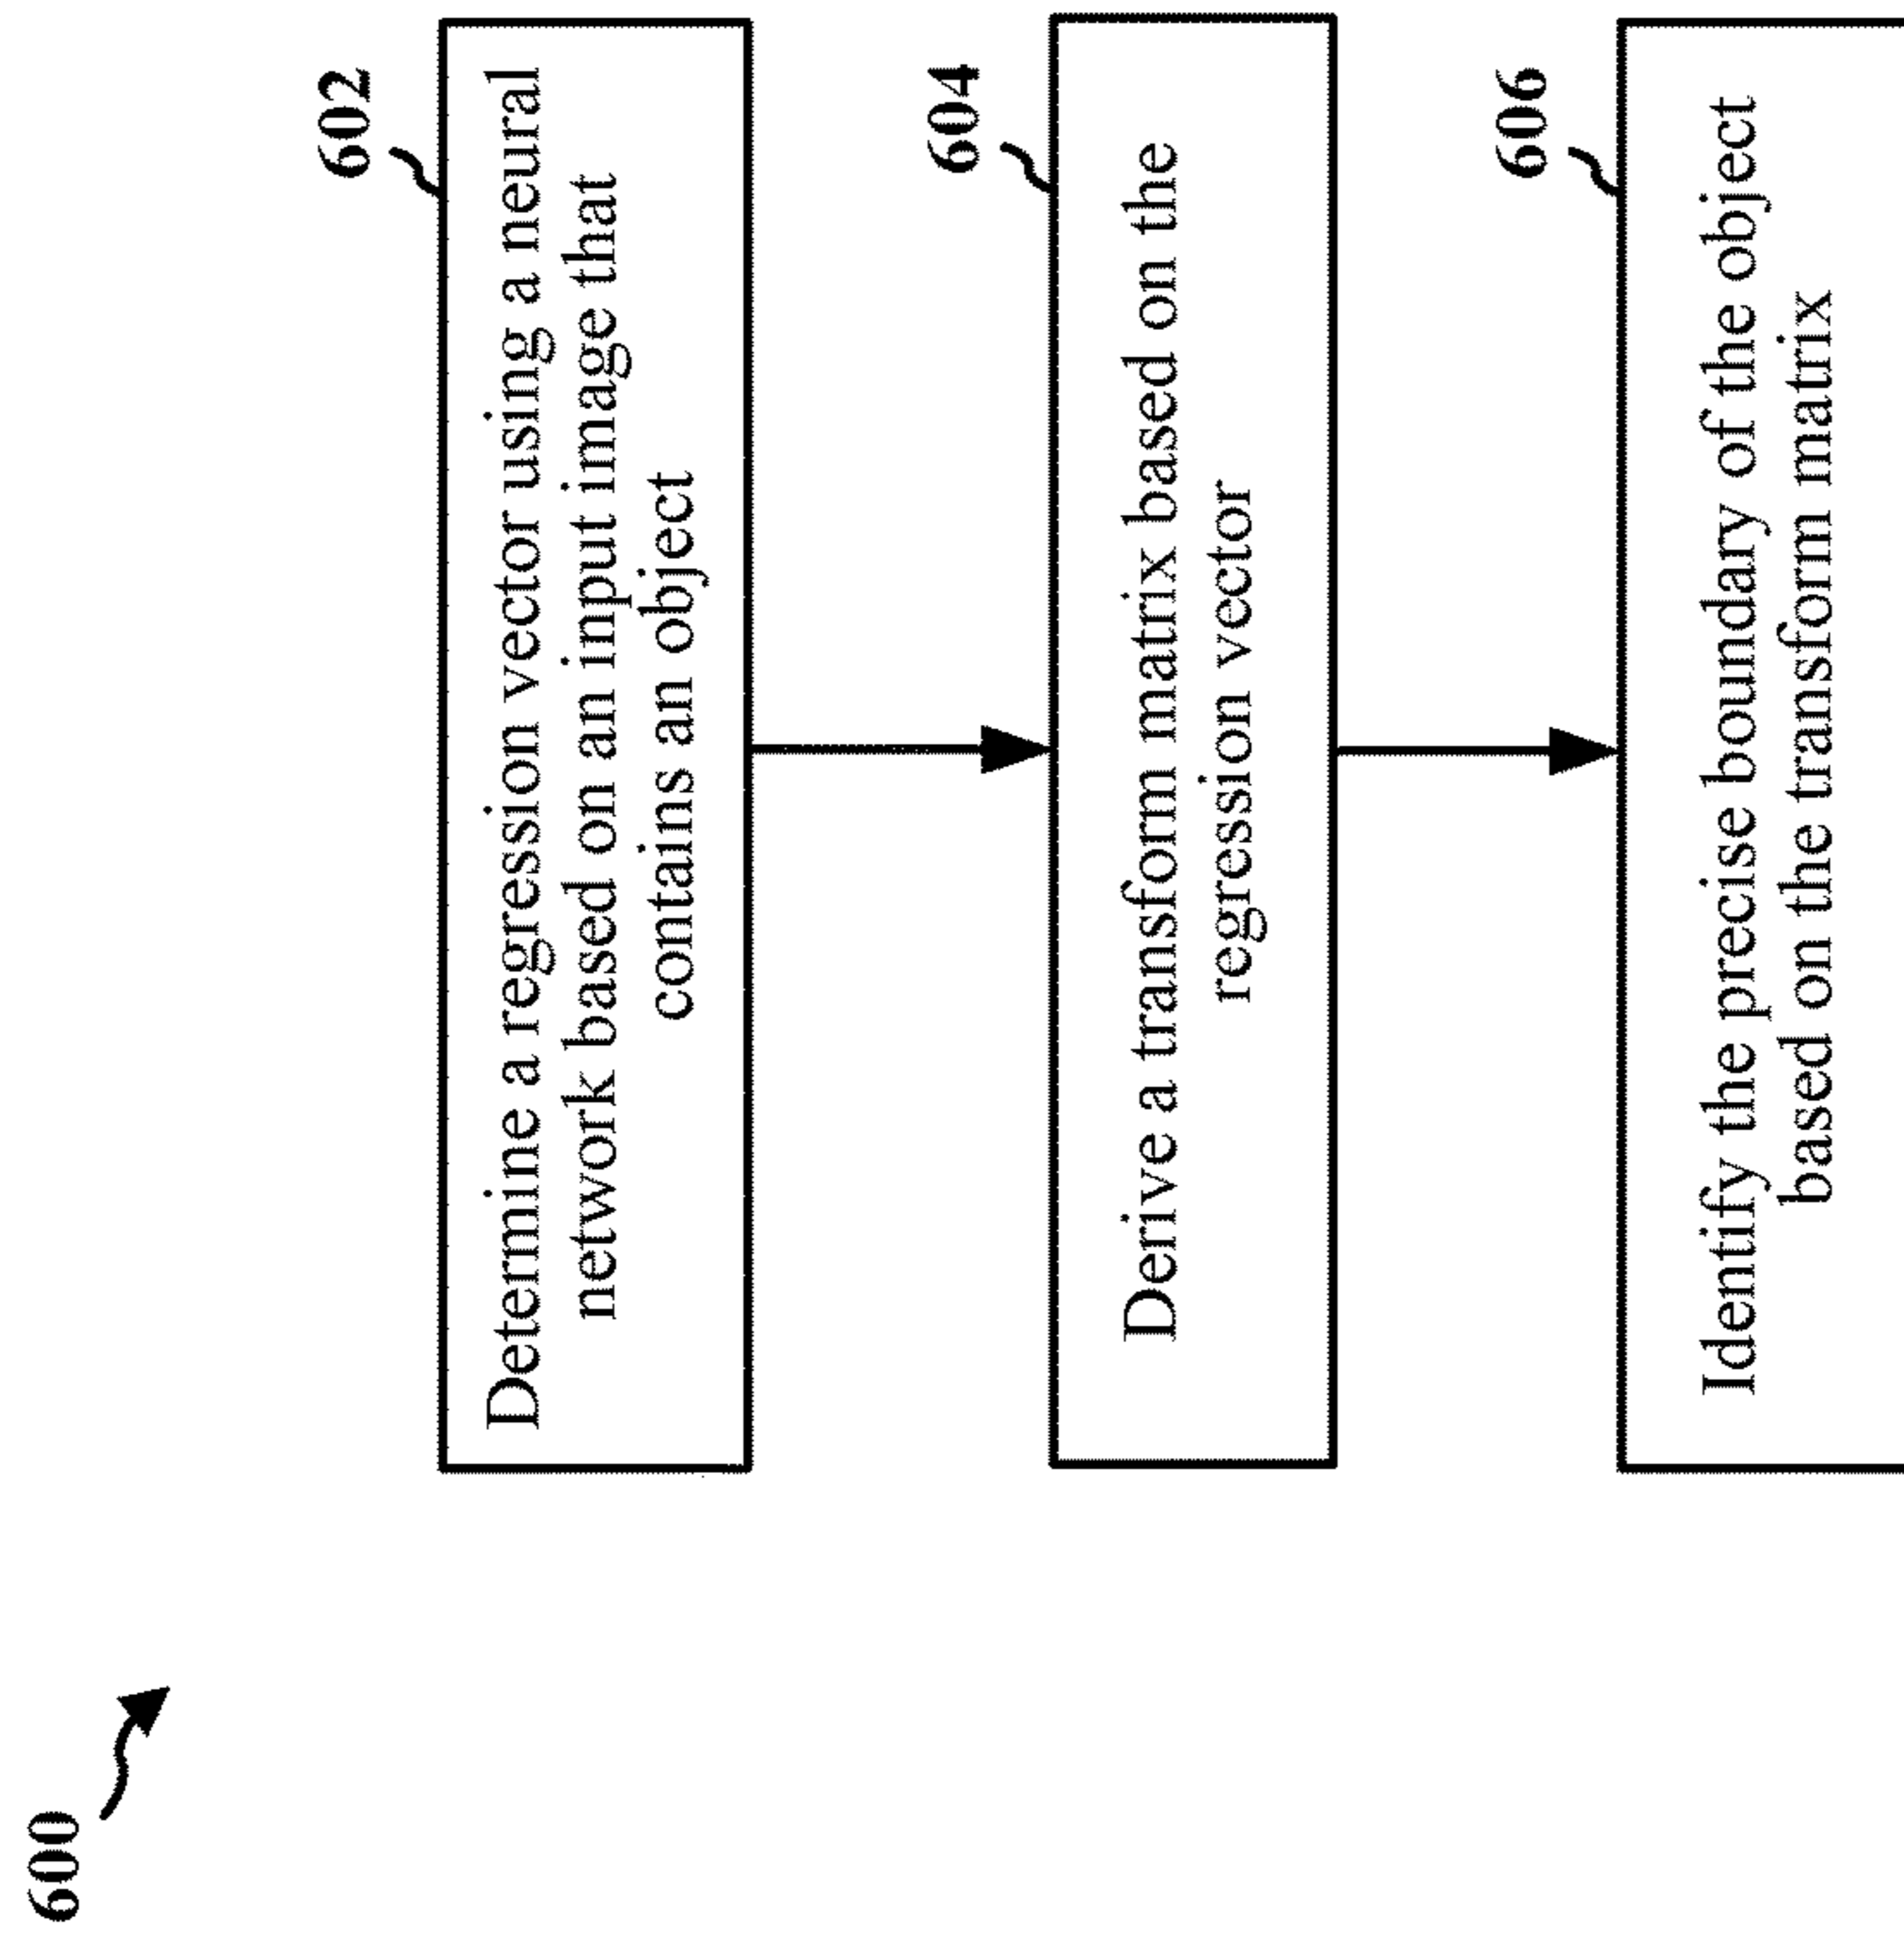 600
602
Determine a regression vector using a neural
network based on an input image that
contains an object
604
Derive a transform matrix based on the
regression vector
606
Identify the precise boundary of the object
based on the transform matrix